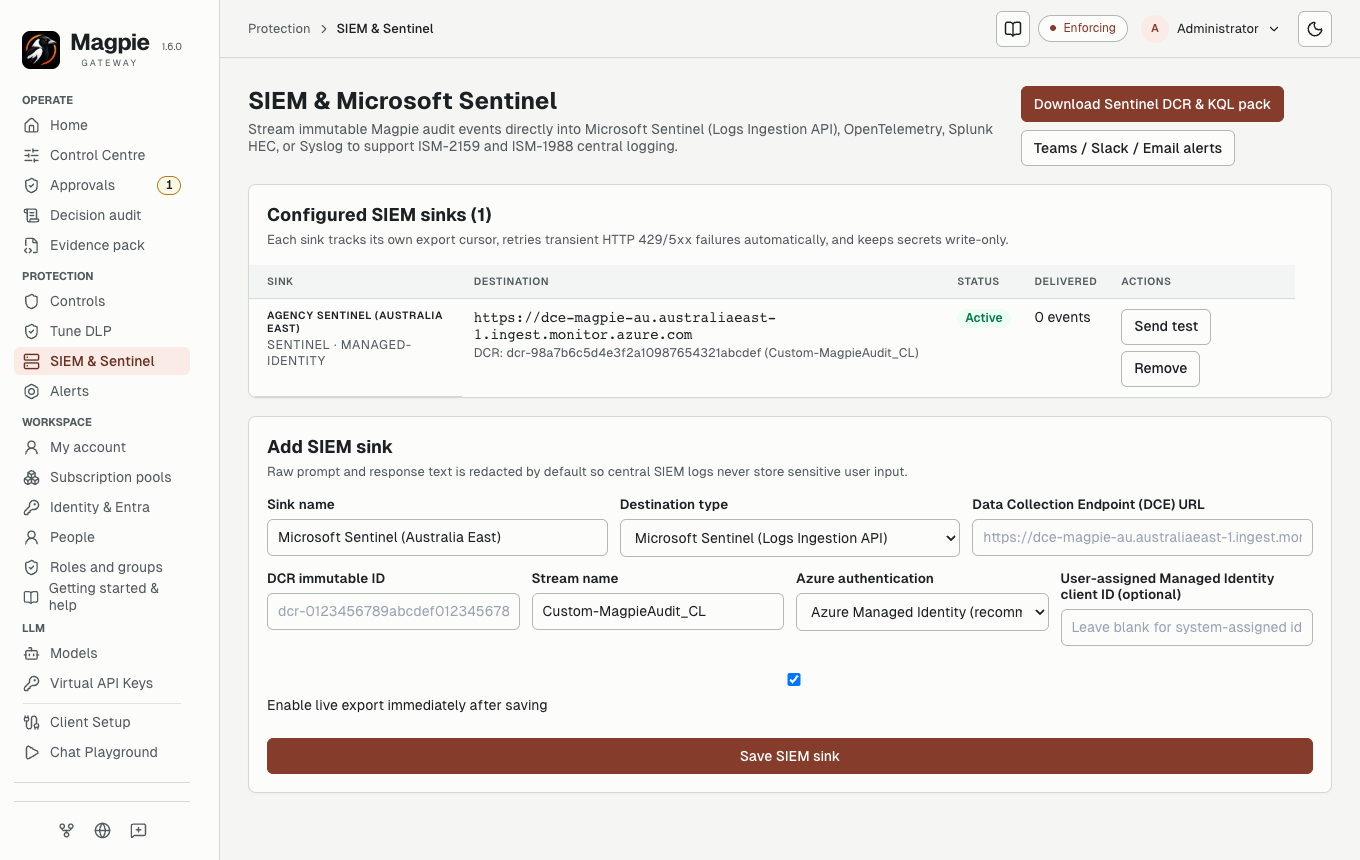 Magpie
1.6.0
GATEWAY
OPERATE
Home
Control Centre
Approvals
1
Decision audit
Evidence pack
PROTECTION
Controls
Tune DLP
SIEM & Sentinel
Alerts
WORKSPACE
My account
Subscription pools
Identity & Entra
People
Roles and groups
Getting started &
help
LLM
Models
Virtual API Keys
Client Setup
Chat Playground
Protection
SIEM & Sentinel
Enforcing
A
Administrator
SIEM & Microsoft Sentinel
Stream immutable Magpie audit events directly into Microsoft Sentinel (Logs Ingestion API), OpenTelemetry, Splunk
HEC, or Syslog to support ISM-2159 and ISM-1988 central logging.
Download Sentinel DCR & KQL pack
Teams / Slack / Email alerts
Configured SIEM sinks (1)
Each sink tracks its own export cursor, retries transient HTTP 429/5xx failures automatically, and keeps secrets write-only.
SINK
DESTINATION
STATUS
DELIVERED
ACTIONS
AGENCY SENTINEL (AUSTRALIA
EAST)
SENTINEL · MANAGED-
IDENTITY
https://dce-magpie-au.australiaeast-
1.ingest.monitor.azure.com
DCR: dcr-98a7b6c5d4e3f2a10987654321abcdef (Custom-MagpieAudit_CL)
Active
0 events
Send test
Remove
Add SIEM sink
Raw prompt and response text is redacted by default so central SIEM logs never store sensitive user input.
Sink name
Microsoft Sentinel (Australia East)
Destination type
Microsoft Sentinel (Logs Ingestion API)
Data Collection Endpoint (DCE) URL
https://dce-magpie-au.australiaeast-1.ingest.mor
DCR immutable ID
dcr-0123456789abcdef012345678
Stream name
Custom-MagpieAudit_CL
Azure authentication
Azure Managed Identity (recomm
User-assigned Managed Identity
client ID (optional)
Leave blank for system-assigned id
Enable live export immediately after saving
Save SIEM sink